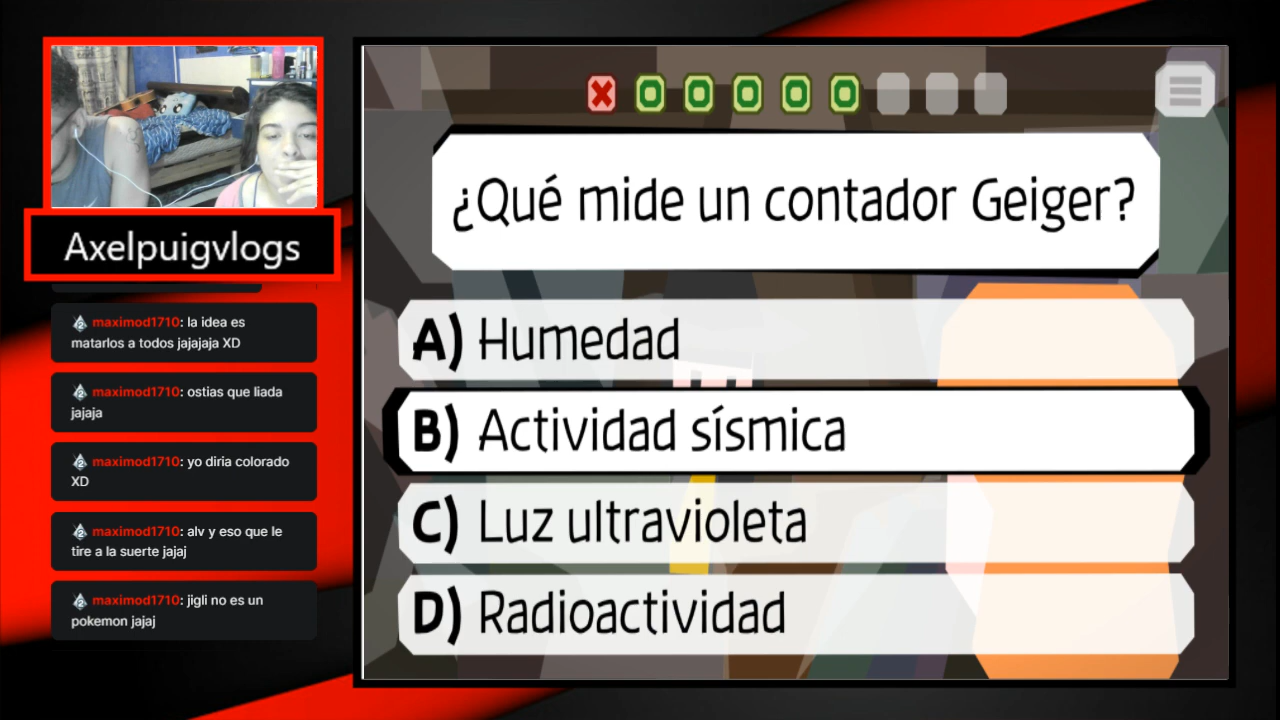 Axelpuigvlogs
maximod1710: la idea es
matarlos a todos jajajaja XD
maximod1710: ostias que liada
jajaja
maximod1710: yo diria colorado
XD
maximod1710: alv y eso que le
tire a la suerte jajaj
maximod1710: jigli no es un
pokemon jajaj
¿Qué mide un contador Geiger?
A) Humedad
B) Actividad sísmica
C) Luz ultravioleta
D) Radioactividad